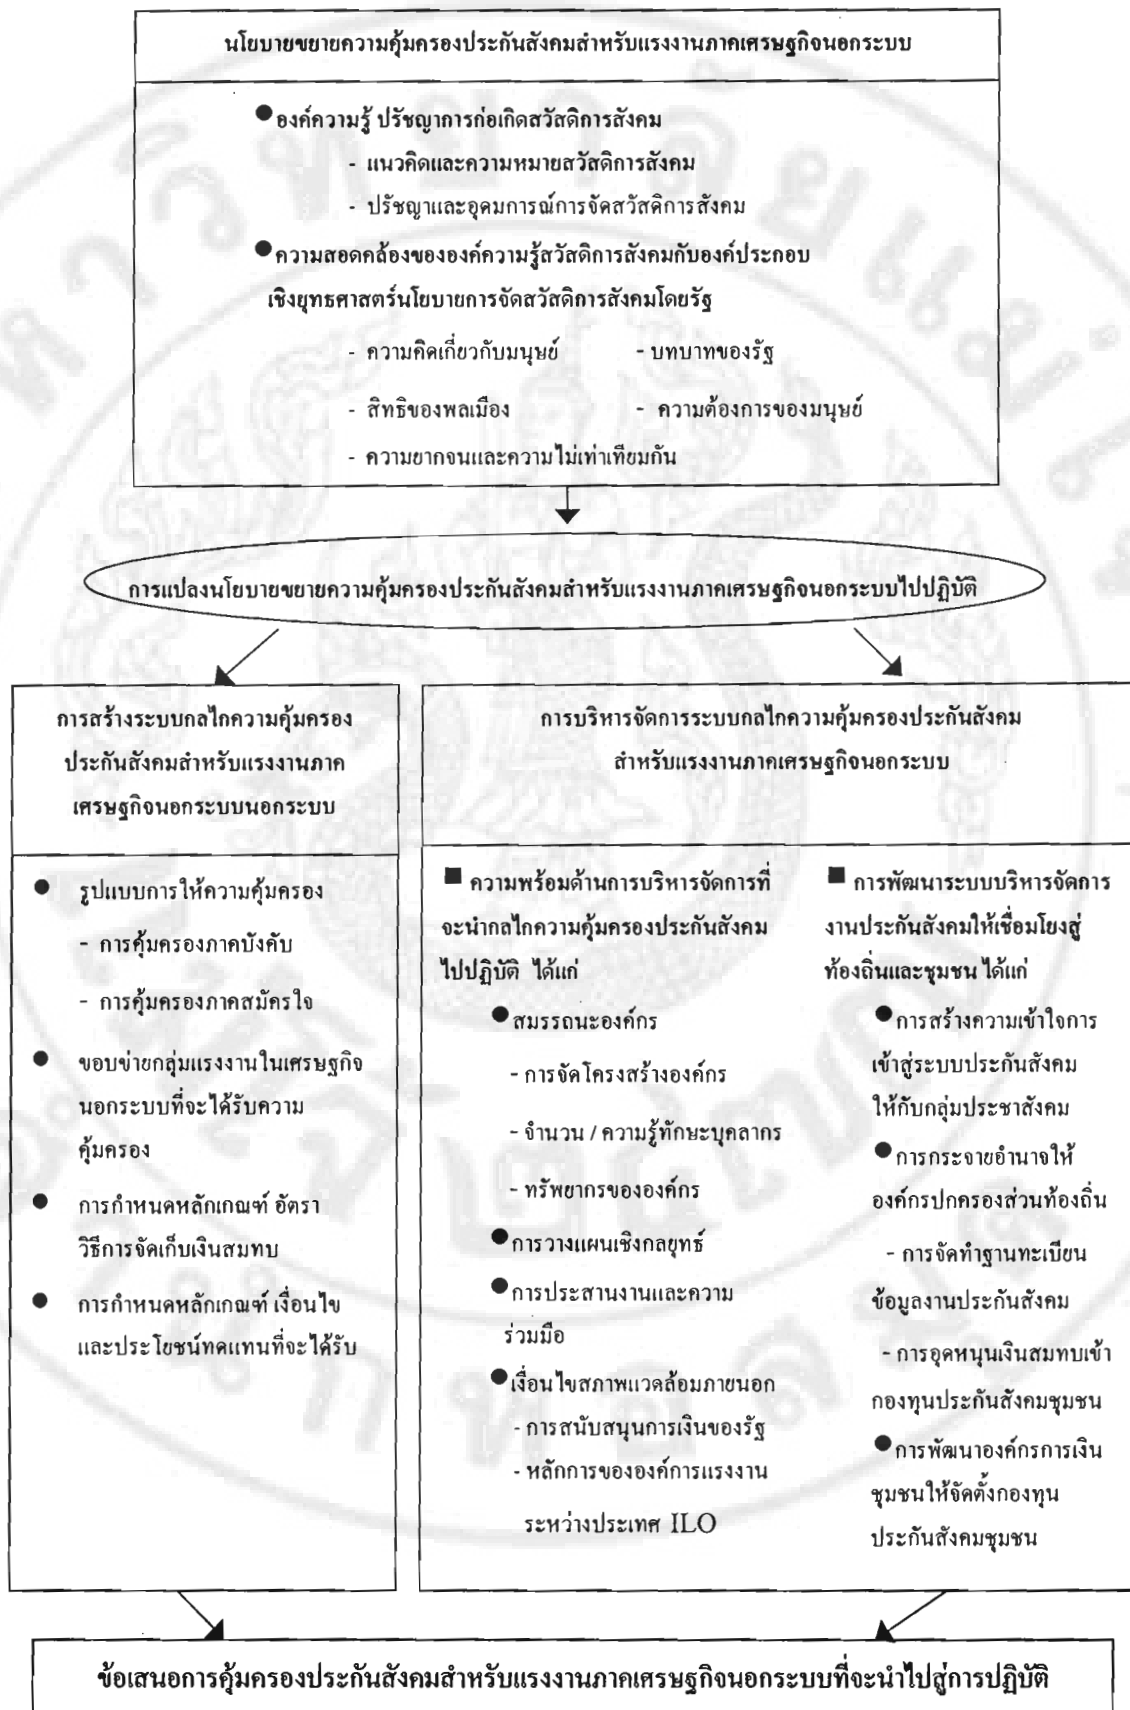 นโยบายขยายความคุ้มครองประกันสังคมสำหรับแรงงานภาคเศรษฐกิจนอกระบบ
● องค์ความรู้ ปรัชญาการก่อเกิดสวัสดิการสังคม
- แนวคิดและความหมายสวัสดิการสังคม
- ปรัชญาและอุดมการณ์การจัดสวัสดิการสังคม
● ความสอดคล้องขององค์ความรู้สวัสดิการสังคมกับองค์ประกอบ
เชิงยุทธศาสตร์นโยบายการจัดสวัสดิการสังคมโดยรัฐ
- ความคิดเกี่ยวกับมนุษย์ - บทบาทของรัฐ
- สิทธิของพลเมือง - ความต้องการของมนุษย์
- ความยากจนและความไม่เท่าเทียมกัน
การแปลงนโยบายขยายความคุ้มครองประกันสังคมสำหรับแรงงานภาคเศรษฐกิจนอกระบบไปปฏิบัติ
การสร้างระบบกลไกความคุ้มครอง
ประกันสังคมสำหรับแรงงานภาค
เศรษฐกิจนอกระบบนอกระบบ
● รูปแบบการให้ความคุ้มครอง
- การคุ้มครองภาคบังคับ
- การคุ้มครองภาคสมัครใจ
● ขอบข่ายกลุ่มแรงงานในเศรษฐกิจ
นอกระบบที่จะได้รับความ
คุ้มครอง
● การกำหนดหลักเกณฑ์ อัตรา
วิธีการจัดเก็บเงินสมทบ
● การกำหนดหลักเกณฑ์ เงื่อนไข
และประโยชน์ทดแทนที่จะได้รับ
การบริหารจัดการระบบกลไกความคุ้มครองประกันสังคม
สำหรับแรงงานภาคเศรษฐกิจนอกระบบ
■ ความพร้อมด้านการบริหารจัดการที่
จะนำกลไกความคุ้มครองประกันสังคม
ไปปฏิบัติ ได้แก่
● สมรรถนะองค์กร
- การจัดโครงสร้างองค์กร
- จำนวน / ความรู้ทักษะบุคลากร
- ทรัพยากรขององค์กร
● การวางแผนเชิงกลยุทธ์
● การประสานงานและความ
ร่วมมือ
● เงื่อนไขสภาพแวดล้อมภายนอก
- การสนับสนุนการเงินของรัฐ
- หลักการขององค์การแรงงาน
ระหว่างประเทศ ILO
■ การพัฒนาระบบบริหารจัดการ
งานประกันสังคมให้เชื่อมโยงสู่
ท้องถิ่นและชุมชน ได้แก่
● การสร้างความเข้าใจการ
เข้าสู่ระบบประกันสังคม
ให้กับกลุ่มประชาสังคม
● การกระจายอำนาจให้
องค์กรปกครองส่วนท้องถิ่น
- การจัดทำฐานทะเบียน
ข้อมูลงานประกันสังคม
- การอุดหนุนเงินสมทบเข้า
กองทุนประกันสังคมชุมชน
● การพัฒนาองค์กรการเงิน
ชุมชนให้จัดตั้งกองทุน
ประกันสังคมชุมชน
ข้อเสนอการคุ้มครองประกันสังคมสำหรับแรงงานภาคเศรษฐกิจนอกระบบที่จะนำไปสู่การปฏิบัติ